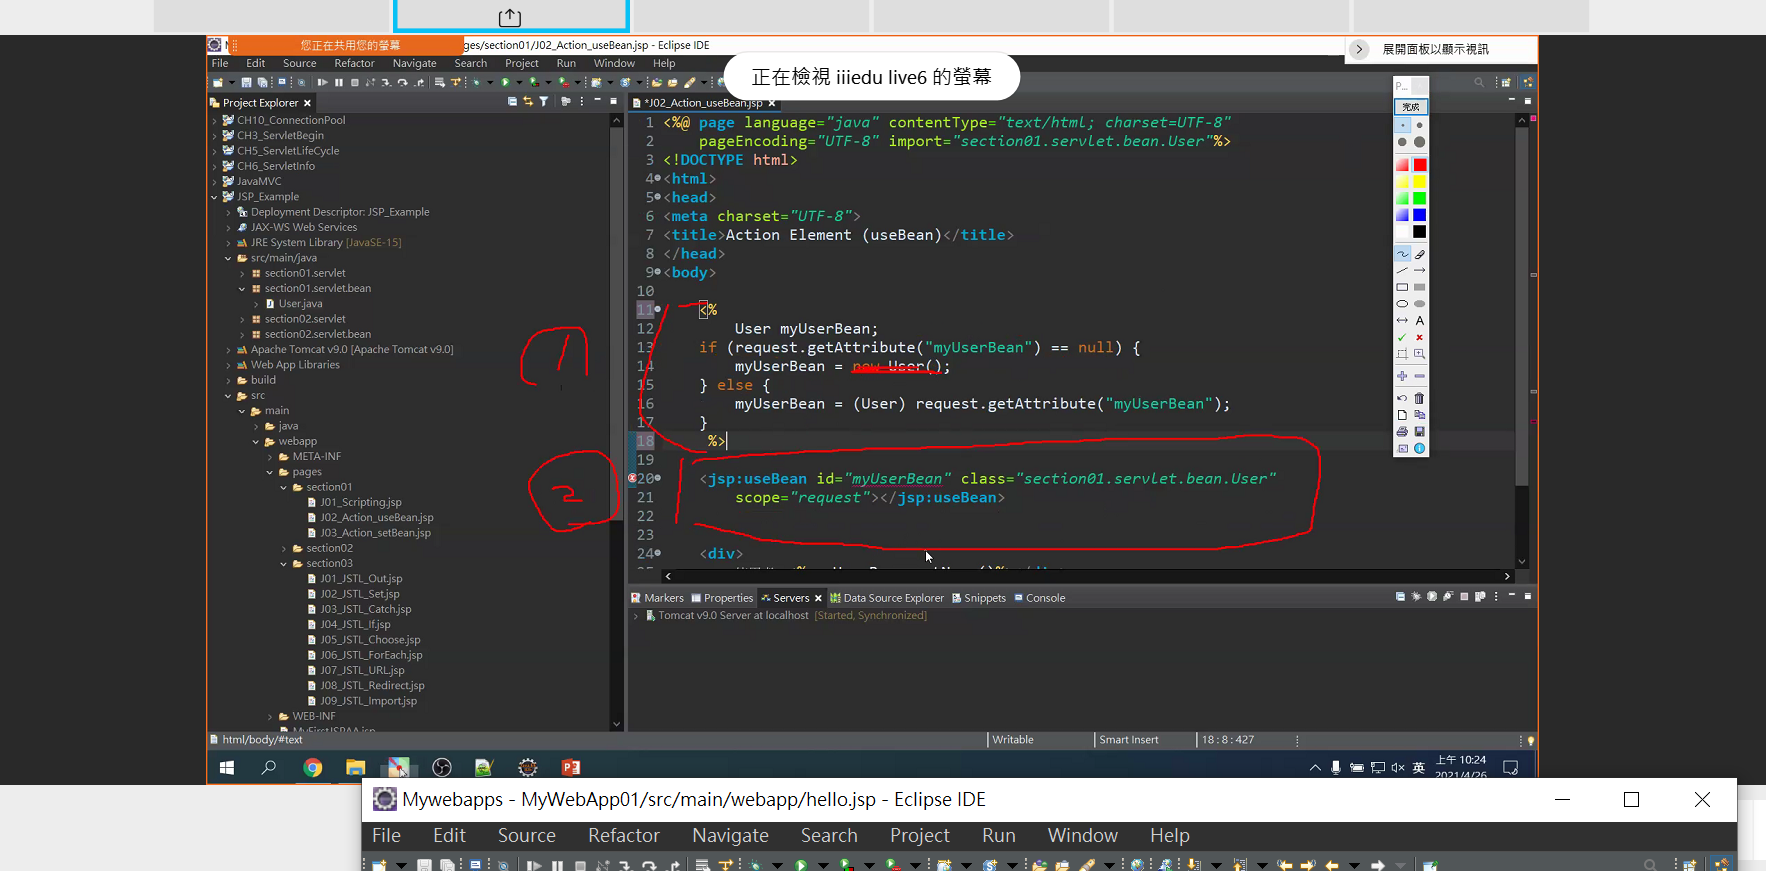 您正在共用您的螢幕
ges/section01/J02_Action_useBean.jsp - Eclipse IDE
展開面板以顯示視訊
正在檢視 iiiedu live6 的螢幕
File Edit Source Refactor Navigate Search Project Run Window Help
P...
完成
A
Project Explorer
CH10_ConnectionPool
CH3_ServletBegin
CH5_ServletLifeCycle
CH6_ServletInfo
JavaMVC
JSP_Example
Deployment Descriptor: JSP_Example
JAX-WS Web Services
JRE System Library [JavaSE-15]
src/main/java
section01.servlet
section01.servlet.bean
User.java
section02.servlet
section02.servlet.bean
Apache Tomcat v9.0 [Apache Tomcat v9.0]
Web App Libraries
build
src
main
java
webapp
META-INF
pages
section01
J01_Scripting.jsp
J02_Action_useBean.jsp
J03_Action_setBean.jsp
section02
section03
J01_JSTL_Out.jsp
J02_JSTL_Set.jsp
J03_JSTL_Catch.jsp
J04_JSTL_If.jsp
J05_JSTL_Choose.jsp
J06_JSTL_ForEach.jsp
J07_JSTL_URL.jsp
J08_JSTL_Redirect.jsp
J09_JSTL_Import.jsp
WEB-INF
MyFirstJSPAA.jsp
1
2
*J02_Action_useBean.jsp
1 <%@ page language="java" contentType="text/html; charset=UTF-8"
2 pageEncoding="UTF-8" import="section01.servlet.bean.User"%>
3 <!DOCTYPE html>
4 <html>
5 <head>
6 <meta charset="UTF-8">
7 <title>Action Element (useBean)</title>
8 </head>
9 <body>
10
11 <%
12 User myUserBean;
13 if (request.getAttribute("myUserBean") == null) {
14 myUserBean = new User();
15 } else {
16 myUserBean = (User) request.getAttribute("myUserBean");
17 }
18 %>
19
20 <jsp:useBean id="myUserBean" class="section01.servlet.bean.User"
21 scope="request"></jsp:useBean>
22
23
24 <div>
Markers Properties Servers Data Source Explorer Snippets Console
Tomcat v9.0 Server at localhost [Started, Synchronized]
html/body/#text Writable Smart Insert 18 : 8 : 427
英
上午 10:24
2021/4/26
Mywebapps - MyWebApp01/src/main/webapp/hello.jsp - Eclipse IDE
File Edit Source Refactor Navigate Search Project Run Window Help